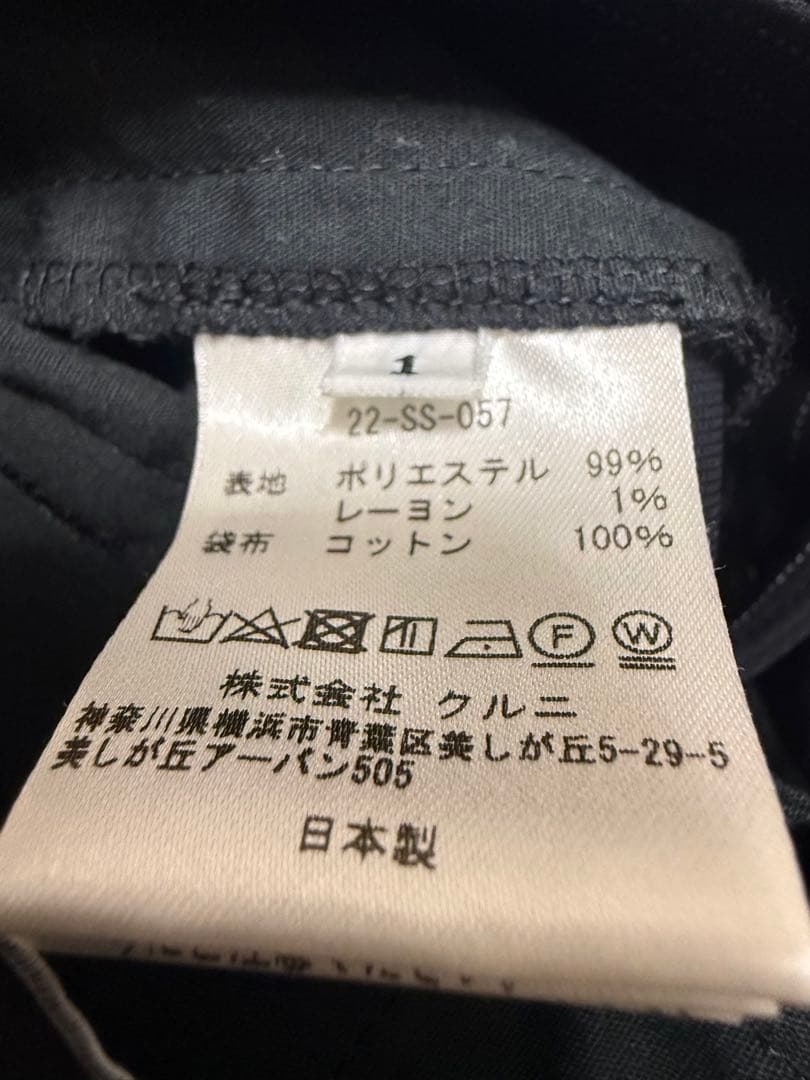 1
22-SS-057
表地 ポリエステル 99%
レーヨン 1%
袋布 コットン 100%
F W
株式会社 クルニ
神奈川県横浜市青葉区美しが丘5-29-5
美しが丘アーバン505
日本製